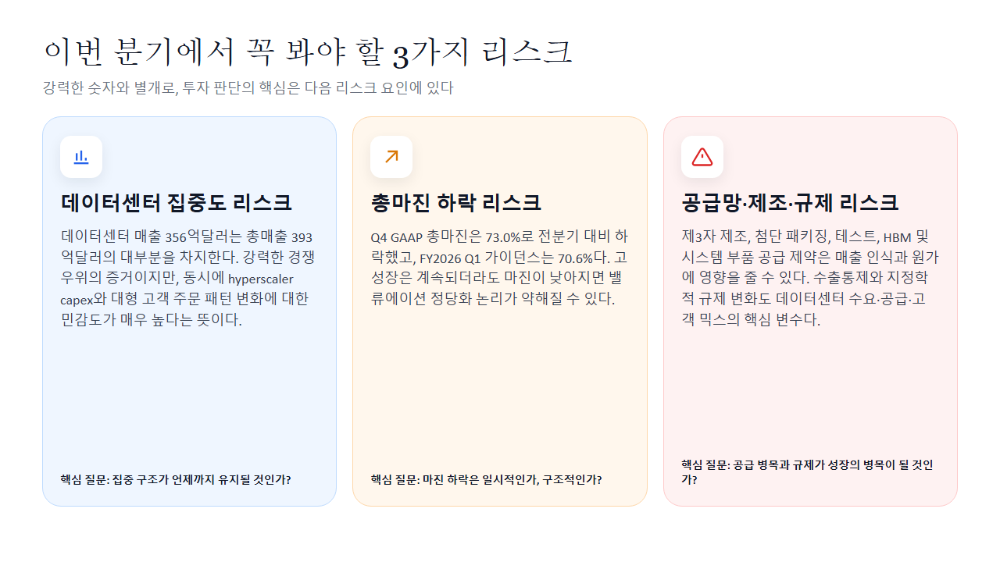 이번 분기에서 꼭 봐야 할 3가지 리스크
강력한 숫자와 별개로, 투자 판단의 핵심은 다음 리스크 요인에 있다
데이터센터 집중도 리스크
데이터센터 매출 356억달러는 총매출 393
억달러의 대부분을 차지한다. 강력한 경쟁
우위의 증거이지만, 동시에 hyperscaler
capex와 대형 고객 주문 패턴 변화에 대한
민감도가 매우 높다는 뜻이다.
핵심 질문: 집중 구조가 언제까지 유지될 것인가?
총마진 하락 리스크
Q4 GAAP 총마진은 73.0%로 전분기 대비 하
락했고, FY2026 Q1 가이던스는 70.6%다. 고
성장은 계속되더라도 마진이 낮아지면 밸
류에이션 정당화 논리가 약해질 수 있다.
핵심 질문: 마진 하락은 일시적인가, 구조적인가?
공급망·제조·규제 리스크
제3자 제조, 첨단 패키징, 테스트, HBM 및
시스템 부품 공급 제약은 매출 인식과 원가
에 영향을 줄 수 있다. 수출통제와 지정학
적 규제 변화도 데이터센터 수요·공급·고
객 믹스의 핵심 변수다.
핵심 질문: 공급 병목과 규제가 성장의 병목이 될 것인
가?